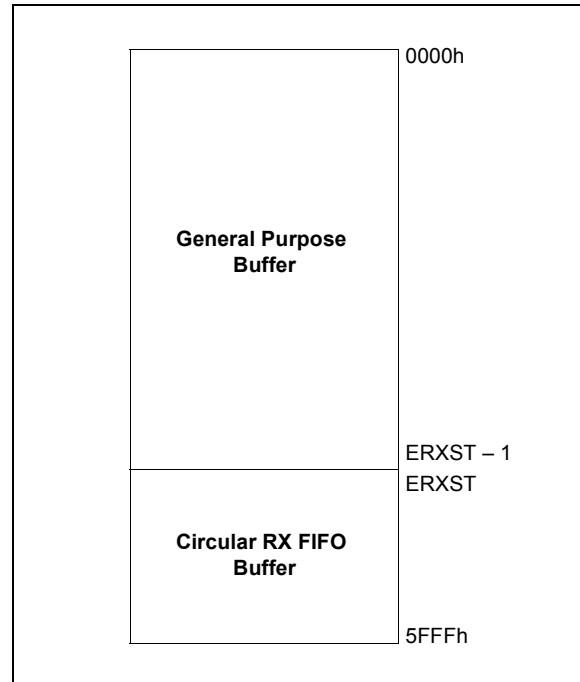 0000h
General Purpose
Buffer
ERXST – 1
ERXST
Circular RX FIFO
Buffer
5FFFh